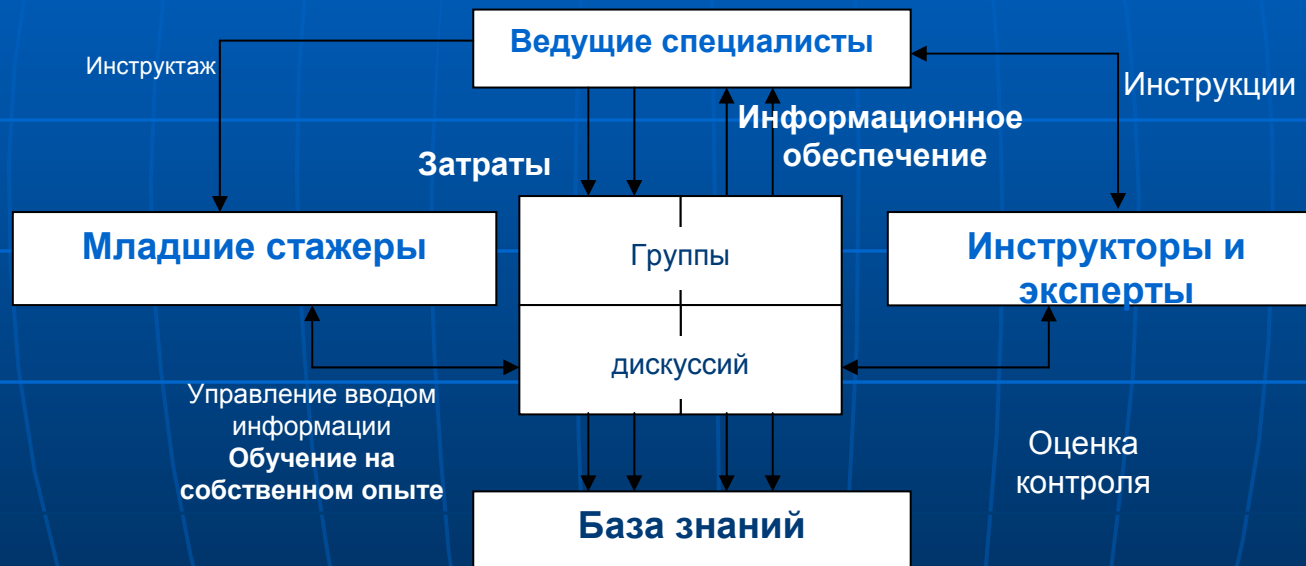 Ведущие специалисты
Инструктаж
Инструкции
Информационное
обеспечение
Затраты
Младшие стажеры
Группы
Инструкторы и
эксперты
дискуссий
Управление вводом
информации
Обучение на
собственном опыте
Оценка
контроля
База знаний